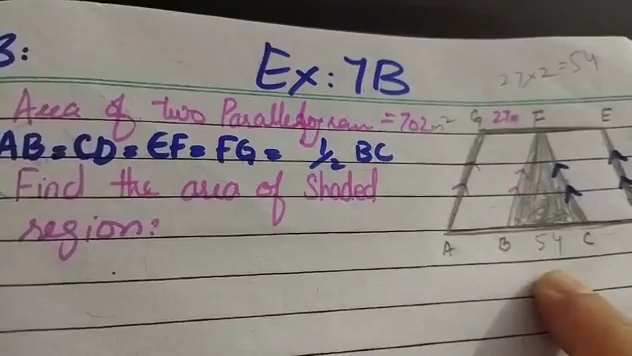 3:
Ex: 7B
27×2=54
Area of two Parallelogram = 702m²
G 27m F E
AB = CD = EF = FG = 1/2 BC
Find the area of Shaded
region:
A B 54 C